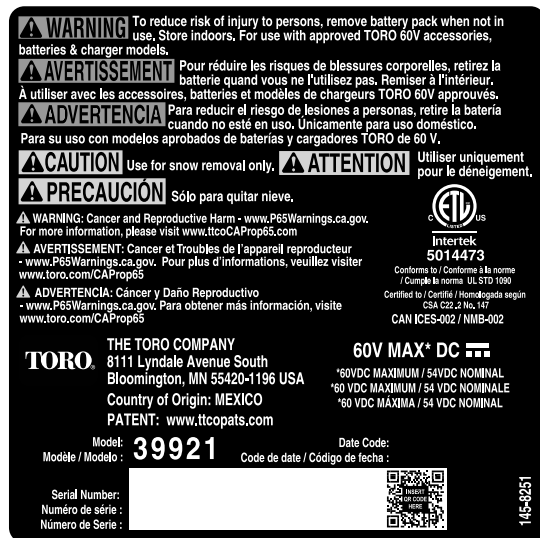 WARNING To reduce risk of injury to persons, remove battery pack when not in
use. Store indoors. For use with approved TORO 60V accessories,
batteries & charger models.
AVERTISSEMENT Pour réduire les risques de blessures corporelles, retirez la
batterie quand vous ne l'utilisez pas. Remiser à l'intérieur.
À utiliser avec les accessoires, batteries et modèles de chargeurs TORO 60V approuvés.
ADVERTENCIA Para reducir el riesgo de lesiones a personas, retire la batería
cuando no esté en uso. Únicamente para uso doméstico.
Para su uso con modelos aprobados de baterías y cargadores TORO de 60 V.
CAUTION Use for snow removal only. ATTENTION Utiliser uniquement
pour le déneigement.
PRECAUCIÓN Sólo para quitar nieve.
WARNING: Cancer and Reproductive Harm - www.P65Warnings.ca.gov.
For more information, please visit www.ttcoCAProp65.com
AVERTISSEMENT: Cancer et Troubles de l'appareil reproducteur
- www.P65Warnings.ca.gov. Pour plus d'informations, veuillez visiter
www.toro.com/CAProp65
ADVERTENCIA: Cáncer y Daño Reproductivo
- www.P65Warnings.ca.gov. Para obtener más información, visite
www.toro.com/CAProp65
C ETL US
LISTED
Intertek
5014473
Conforms to / Conforme à la norme
/ Cumple la norma UL STD 1090
Certified to / Certifié / Homologada según
CSA C22 .2 No. 147
CAN ICES-002 / NMB-002
TORO®
THE TORO COMPANY
8111 Lyndale Avenue South
Bloomington, MN 55420-1196 USA
Country of Origin: MEXICO
PATENT: www.ttcopats.com
60V MAX* DC
*60VDC MAXIMUM / 54VDC NOMINAL
*60 VDC MAXIMUM / 54 VDC NOMINALE
*60 VDC MÁXIMA / 54 VDC NOMINAL
Model: 39921
Modèle / Modelo :
Date Code:
Code de date / Código de fecha :
Serial Number:
Numéro de série :
Número de Serie :
INSERT
QR CODE
HERE
145-8251